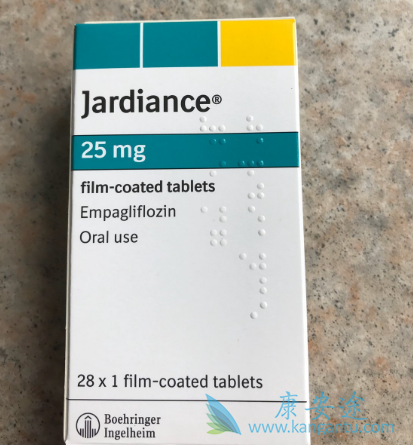 Jardiance®
25 mg
film-coated tablets
Empagliflozin
Oral use
28 x 1 film-coated tablets
Boehringer
Ingelheim
康安途
www.kangantu.com